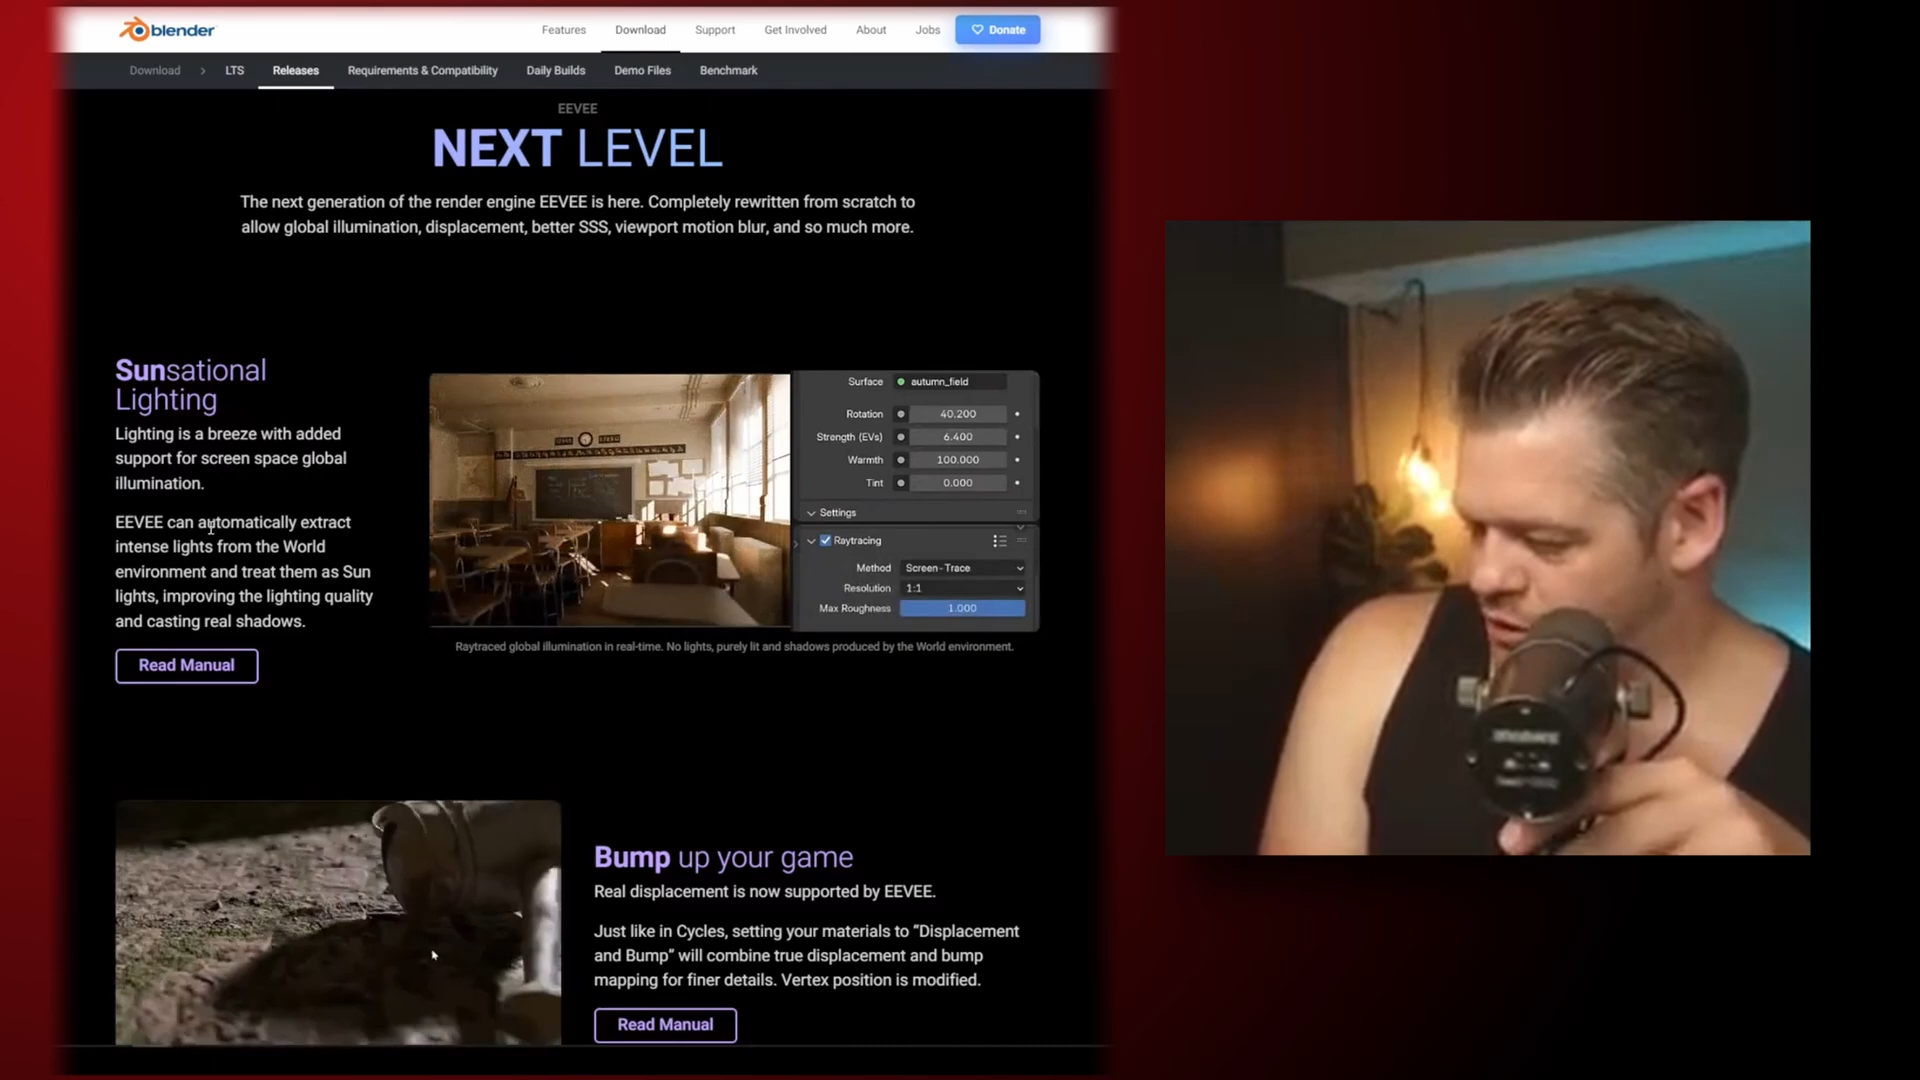 blender
Features Download Support Get Involved About Jobs Donate
Download > LTS Releases Requirements & Compatibility Daily Builds Demo Files Benchmark
EEVEE
NEXT LEVEL
The next generation of the render engine EEVEE is here. Completely rewritten from scratch to
allow global illumination, displacement, better SSS, viewport motion blur, and so much more.
Sunsational
Lighting
Lighting is a breeze with added
support for screen space global
illumination.
EEVEE can automatically extract
intense lights from the World
environment and treat them as Sun
lights, improving the lighting quality
and casting real shadows.
Read Manual
Surface autumn_field
Rotation 40.200
Strength (EVs) 6.400
Warmth 100.000
Tint 0.000
Settings
Raytracing
Method Screen-Trace
Resolution 1:1
Max Roughness 1.000
Raytraced global illumination in real-time. No lights, purely lit and shadows produced by the World environment.
Bump up your game
Real displacement is now supported by EEVEE.
Just like in Cycles, setting your materials to “Displacement
and Bump” will combine true displacement and bump
mapping for finer details. Vertex position is modified.
Read Manual